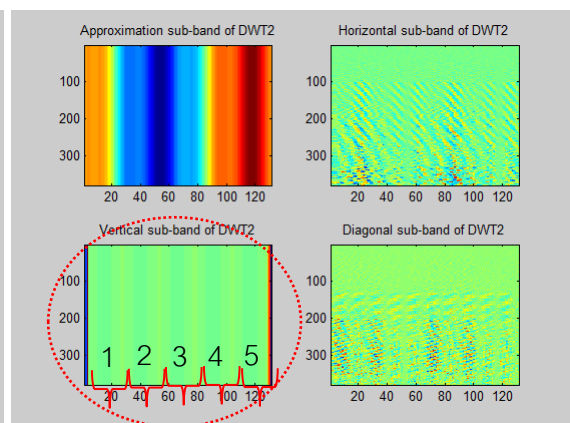 Approximation sub-band of DWT2
100
200
300
20 40 60 80 100 120
Horizontal sub-band of DWT2
100
200
300
20 40 60 80 100 120
Vertical sub-band of DWT2
100
200
300
1 2 3 4 5
20 40 60 80 100 120
Diagonal sub-band of DWT2
100
200
300
20 40 60 80 100 120